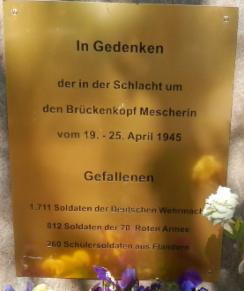 In Gedenken
der in der Schlacht um
den Brückenkopf Mescherin
vom 19. - 25. April 1945
Gefallenen
1.711 Soldaten der Deutschen Wehrmacht
812 Soldaten der 70. Roten Armee
260 Schülersoldaten aus Flandern